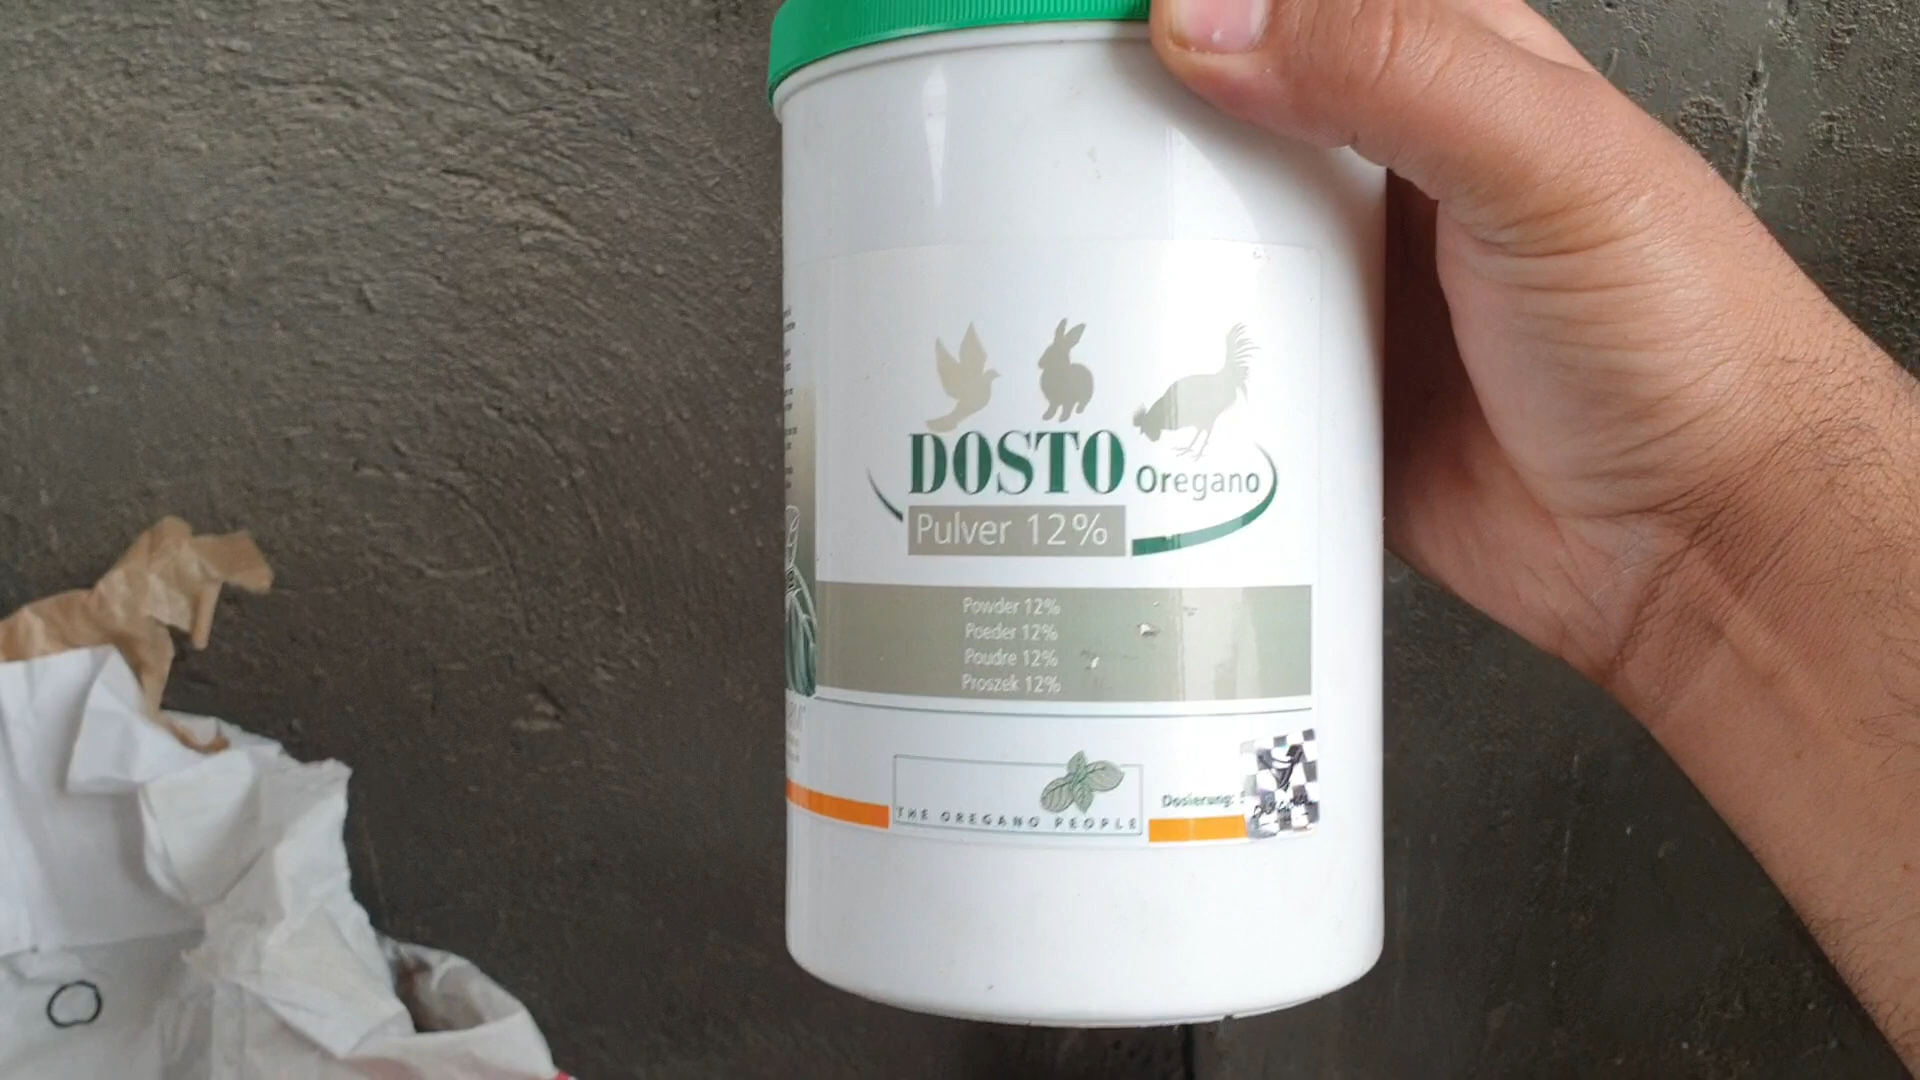 DOSTO Oregano
Pulver 12%
Powder 12%
Poeder 12%
Poudre 12%
Proszek 12%
THE OREGANO PEOPLE
Dosierung: